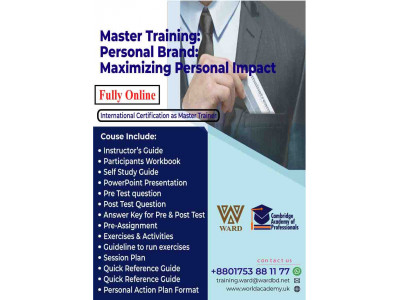 Master Training:
Personal Brand:
Maximizing Personal Impact
Fully Online
International Certification as Master Trainer
Couse Include:
• Instructor's Guide
• Participants Workbook
• Self Study Guide
• PowerPoint Presentation
• Pre Test question
• Post Test Question
• Answer Key for Pre & Post Test
• Pre-Assignment
• Exercises & Activities
• Guideline to run exercises
• Session Plan
• Quick Reference Guide
• Quick Reference Guide
• Personal Action Plan Format
WARD
Cambridge
Academy of
Professionals
contact us
+8801753 88 11 77
training.ward@wardbd.net
www.worldacademy.uk